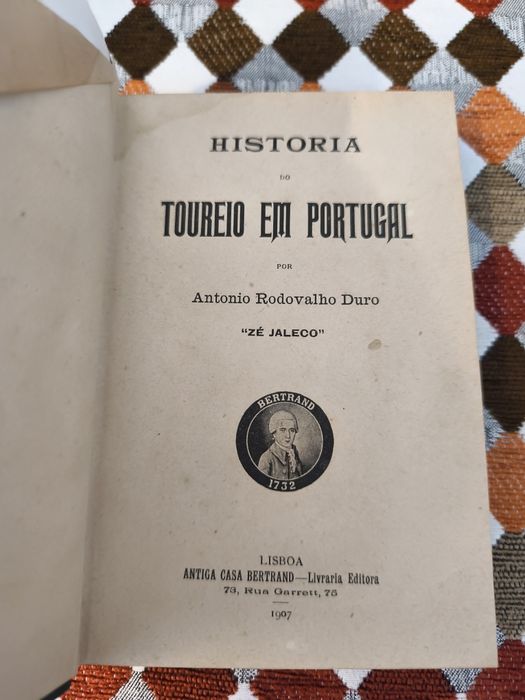 HISTORIA
DO
TOUREIO EM PORTUGAL
POR
Antonio Rodovalho Duro
"ZÉ JALECO"
BERTRAND
1732
LISBOA
ANTIGA CASA BERTRAND—Livraria Editora
73, Rua Garrett, 75
1907